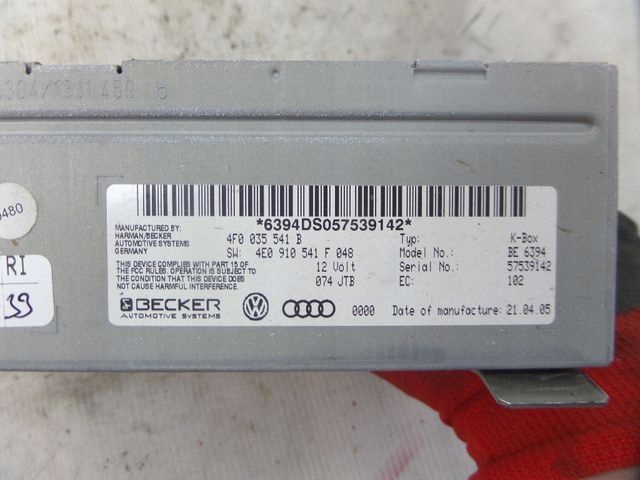 *6394DS057539142*
MANUFACTURED BY:
HARMAN/BECKER
AUTOMOTIVE SYSTEMS
GERMANY
4F0 035 541 B
SW: 4E0 910 541 F 048
12 Volt
074 JTB
Typ: K-Box
Model No.: BE 6394
Serial No.: 57539142
EC: 102
THIS DEVICE COMPLIES WITH PART 15 OF
THE FCC RULES. OPERATION IS SUBJECT TO
THE CONDITION THAT THIS DEVICE DOES
NOT CAUSE HARMFUL INTERFERENCE.
BECKER
AUTOMOTIVE SYSTEMS
0000 Date of manufacture: 21.04.05
480
RI
39